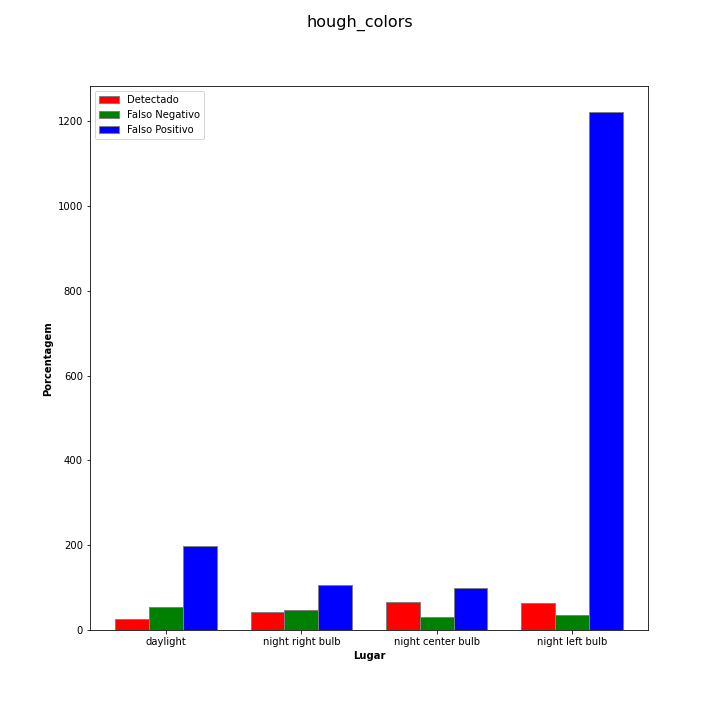 hough_colors
Detectado
Falso Negativo
Falso Positivo
1200
1000
800
600
400
200
0
Porcentagem
daylight
night right bulb
night center bulb
night left bulb
Lugar